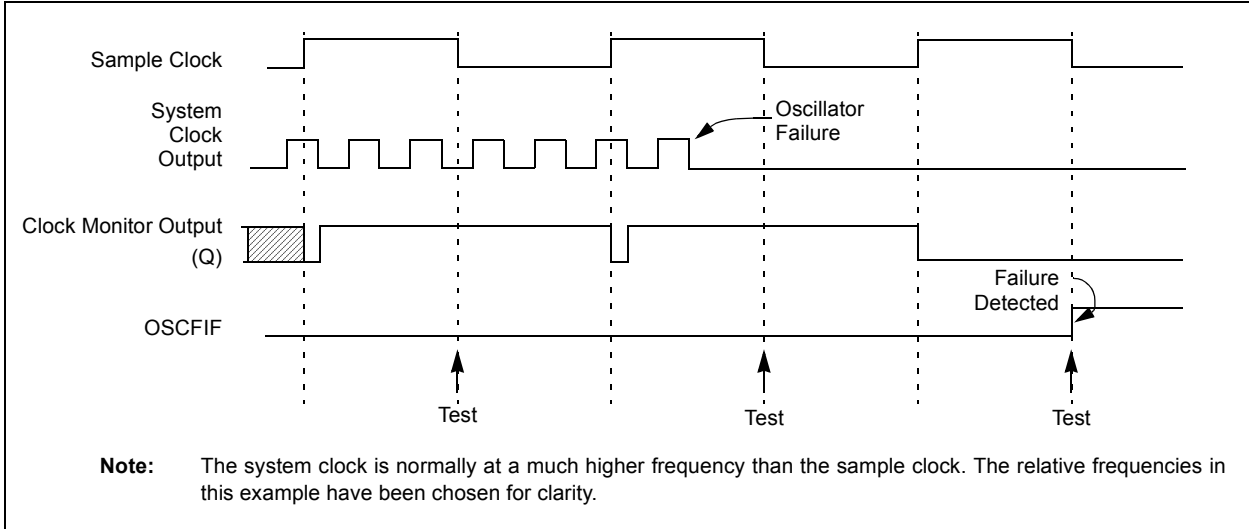 Sample Clock
System
Clock
Output
Oscillator
Failure
Clock Monitor Output
(Q)
Failure
Detected
OSCFIF
Test
Test
Test
Note: The system clock is normally at a much higher frequency than the sample clock. The relative frequencies in
this example have been chosen for clarity.